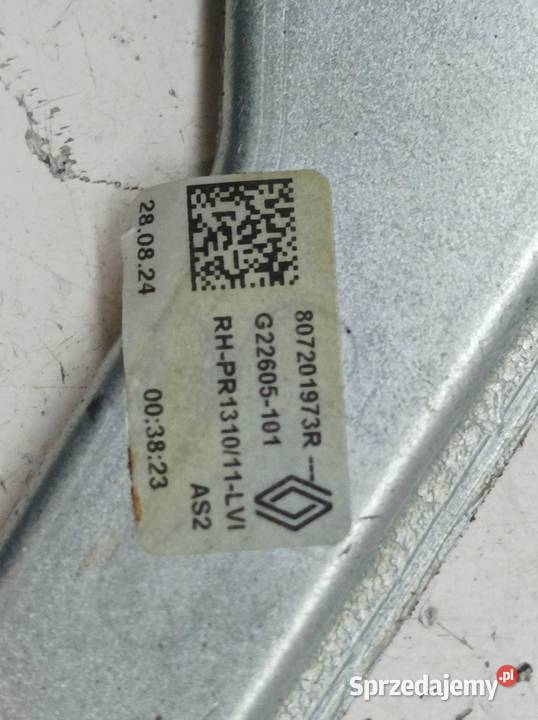 807201973R ---
G22605-101
RH-PR1310/11-LVI
AS2
28.08.24
00:38:23
Sprzedajemy.pl